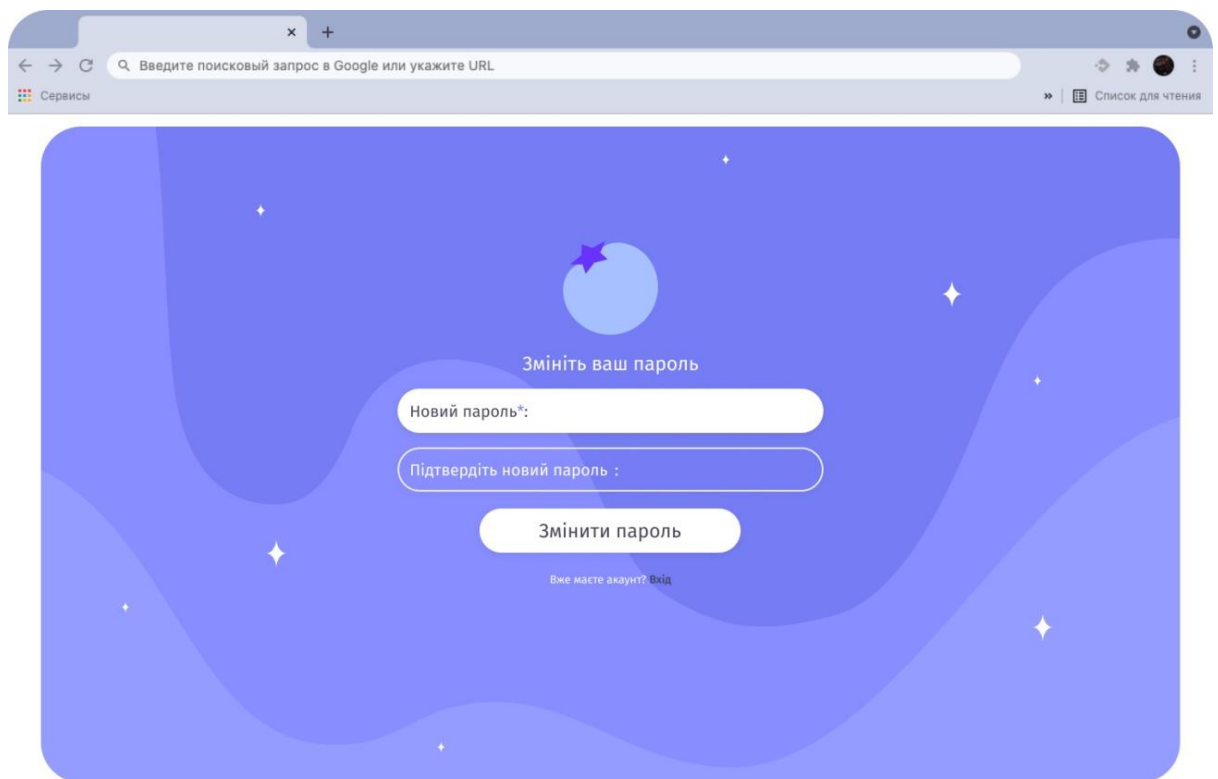 Введите поисковый запрос в Google или укажите URL
Сервисы
Список для чтения
Змініть ваш пароль
Новий пароль*:
Підтвердіть новий пароль :
Змінити пароль
Вже маєте акаунт? Вхід